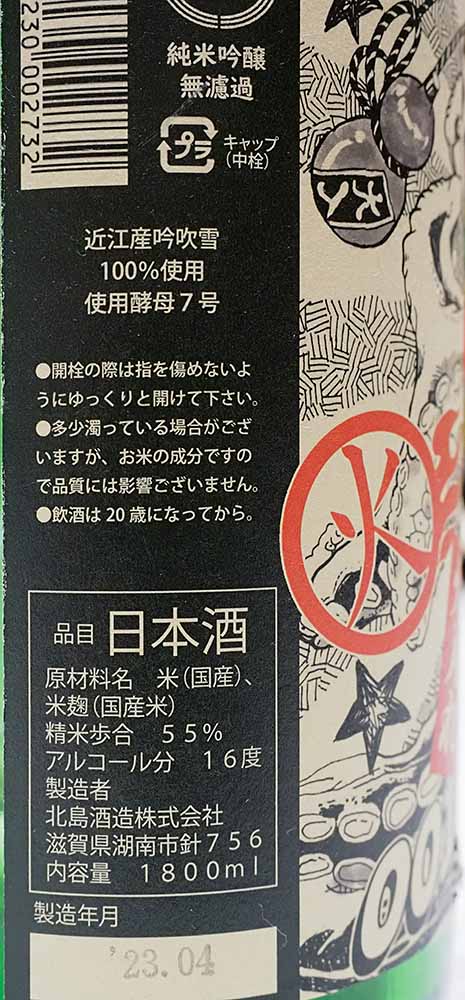 230 002732
純米吟醸
無濾過
プラ
キャップ
(中栓)
近江産吟吹雪
100%使用
使用酵母7号
●開栓の際は指を傷めないよ
うにゆっくりと開けて下さい。
●多少濁っている場合がござ
いますが、お米の成分ですの
で品質には影響ございません。
●飲酒は20歳になってから。
火
品目 日本酒
原材料名 米(国産)、
米麹(国産米)
精米歩合 55%
アルコール分 16度
製造者
北島酒造株式会社
滋賀県湖南市針756
内容量 1800ml
製造年月
'23.04